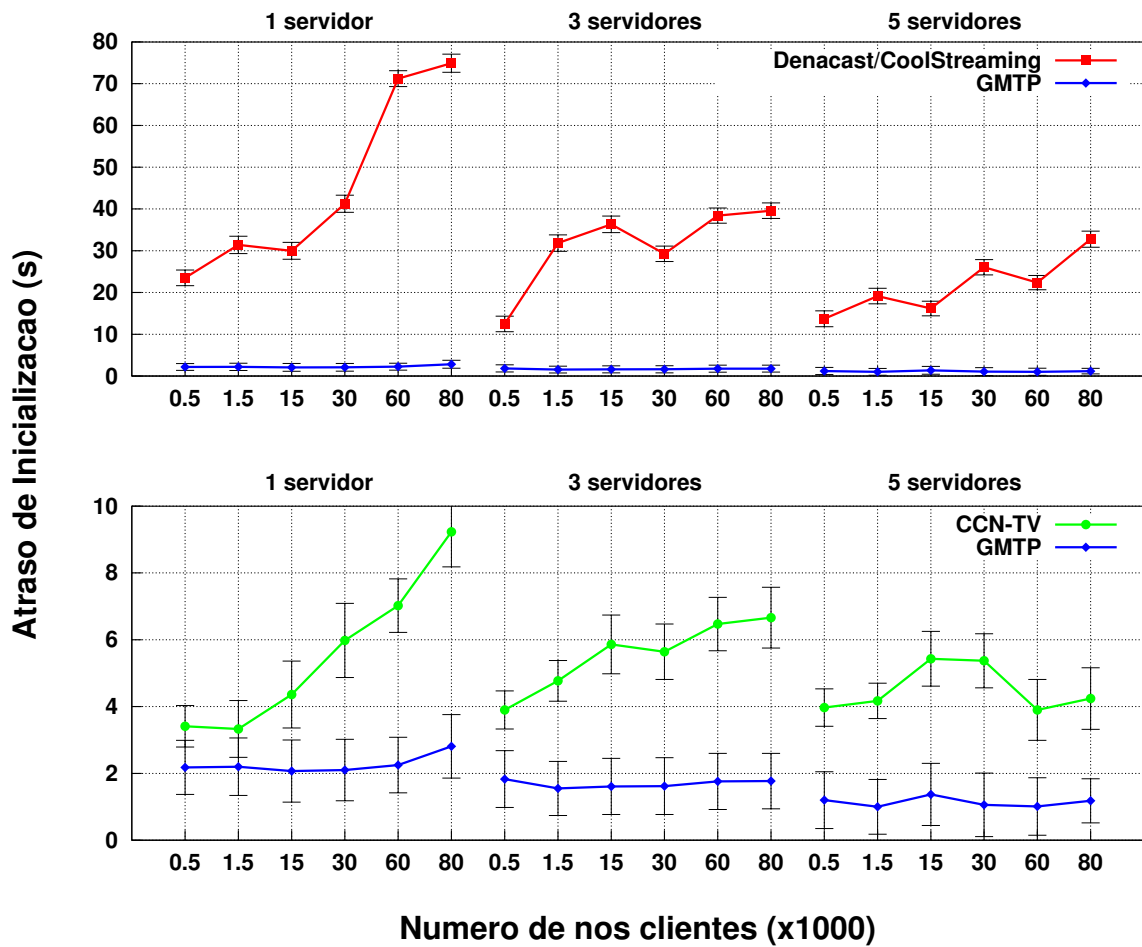 1 servidor 3 servidores 5 servidores
80
70
60
50
40
30
20
10
0
Denacast/CoolStreaming
GMTP
0.5 1.5 15 30 60 80 0.5 1.5 15 30 60 80 0.5 1.5 15 30 60 80
Atraso de Inicializacao (s)
1 servidor 3 servidores 5 servidores
10
8
6
4
2
0
CCN-TV
GMTP
0.5 1.5 15 30 60 80 0.5 1.5 15 30 60 80 0.5 1.5 15 30 60 80
Numero de nos clientes (x1000)